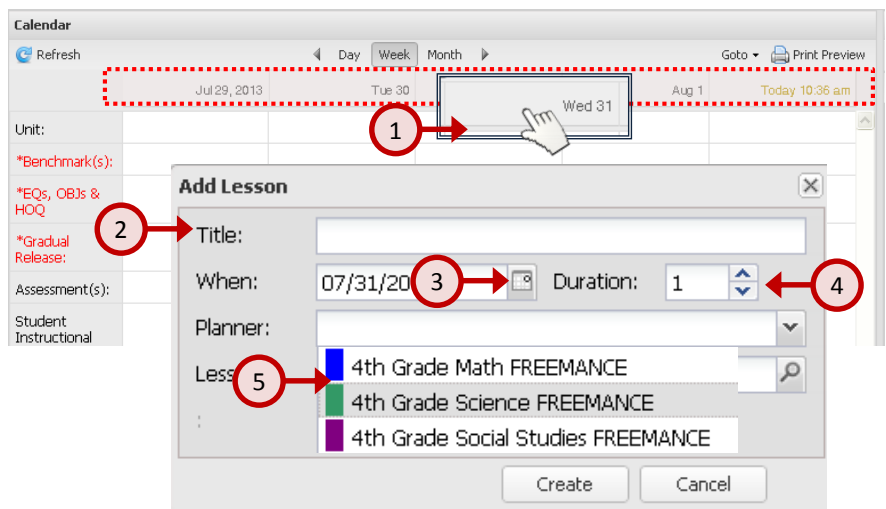 Calendar
Refresh Day Week Month Goto Print Preview
Jul 29, 2013 Tue 30 Wed 31 Aug 1 Today 10:36 am
1
Unit:
*Benchmark(s):
*EQs, OBJs &
HOQ
*Gradual
Release:
Assessment(s):
Student
Instructional
Add Lesson
2
Title:
When: 07/31/20 3 Duration: 1 4
Planner:
Less 5
4th Grade Math FREEMANCE
4th Grade Science FREEMANCE
4th Grade Social Studies FREEMANCE
:
Create Cancel